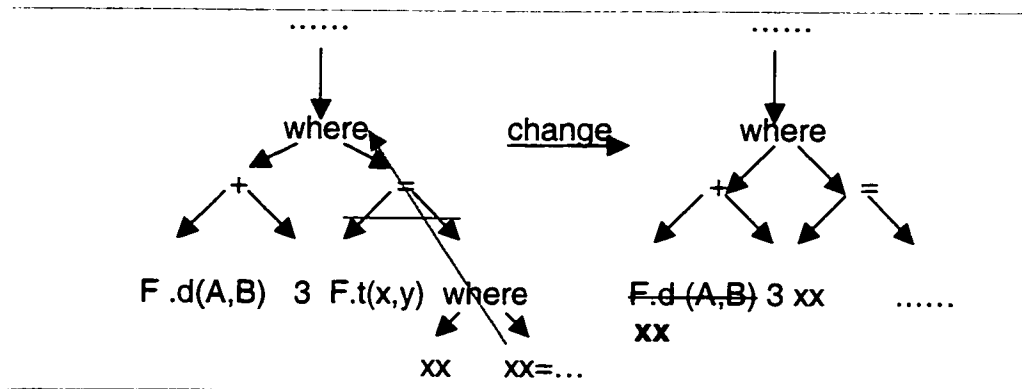 ...... ......
where change where
+ = + =
F .d(A,B) 3 F.t(x,y) where F.d (A,B) 3 xx ......
xx
xx xx=...